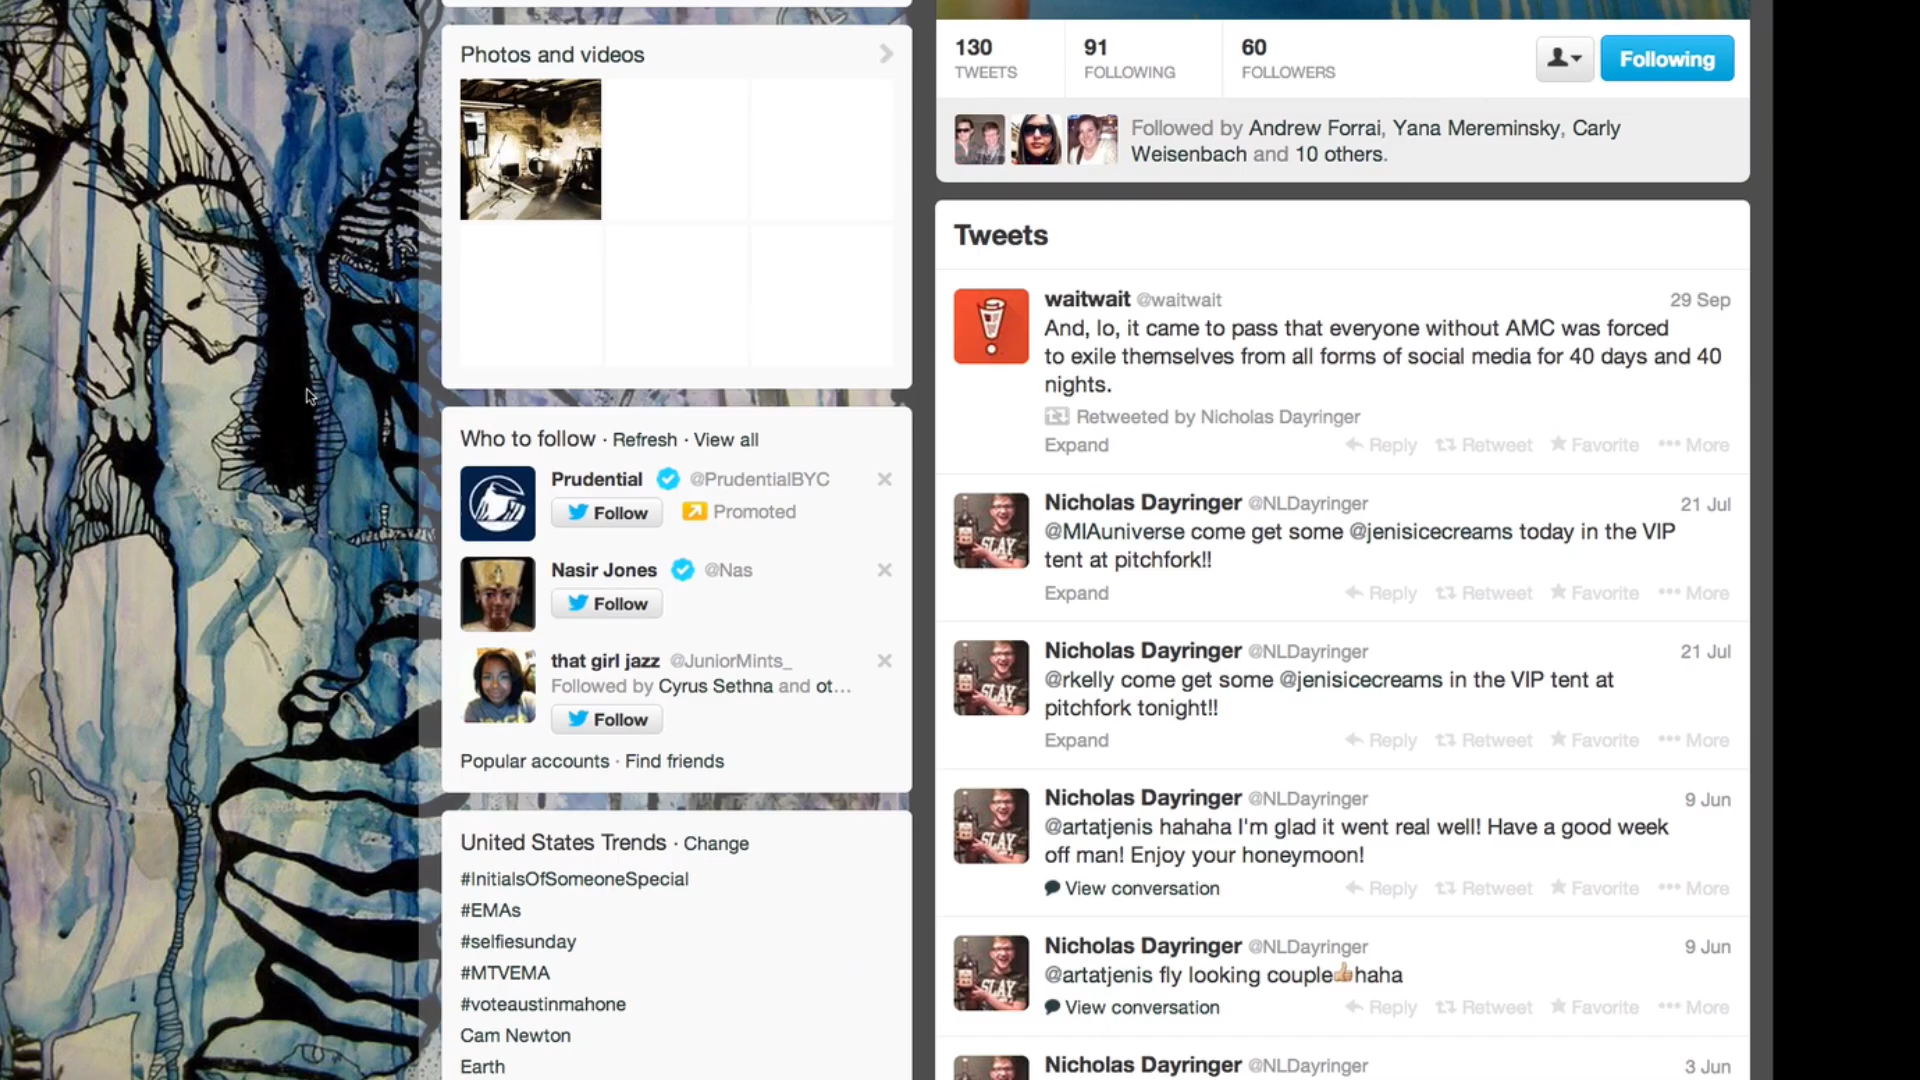 Photos and videos
Who to follow · Refresh · View all
Prudential @PrudentialBYC
Follow Promoted
Nasir Jones @Nas
Follow
that girl jazz @JuniorMints_
Followed by Cyrus Sethna and ot...
Follow
Popular accounts · Find friends
United States Trends · Change
#InitialsOfSomeoneSpecial
#EMAs
#selfiesunday
#MTVEMA
#voteaustinmahone
Cam Newton
Earth
130 91 60
TWEETS FOLLOWING FOLLOWERS
Following
Followed by Andrew Forrai, Yana Mereminsky, Carly
Weisenbach and 10 others.
Tweets
waitwait @waitwait 29 Sep
And, lo, it came to pass that everyone without AMC was forced
to exile themselves from all forms of social media for 40 days and 40
nights.
Retweeted by Nicholas Dayringer
Expand Reply Retweet Favorite More
Nicholas Dayringer @NLDayringer 21 Jul
@MIAuniverse come get some @jenisicecreams today in the VIP
tent at pitchfork!!
Expand Reply Retweet Favorite More
SLAY
Nicholas Dayringer @NLDayringer 21 Jul
@rkelly come get some @jenisicecreams in the VIP tent at
pitchfork tonight!!
Expand Reply Retweet Favorite More
SLAY
Nicholas Dayringer @NLDayringer 9 Jun
@artatjenis hahaha I'm glad it went real well! Have a good week
off man! Enjoy your honeymoon!
View conversation Reply Retweet Favorite More
SLAY
Nicholas Dayringer @NLDayringer 9 Jun
@artatjenis fly looking couple👍haha
View conversation Reply Retweet Favorite More
SLAY
Nicholas Dayringer @NLDayringer 3 Jun